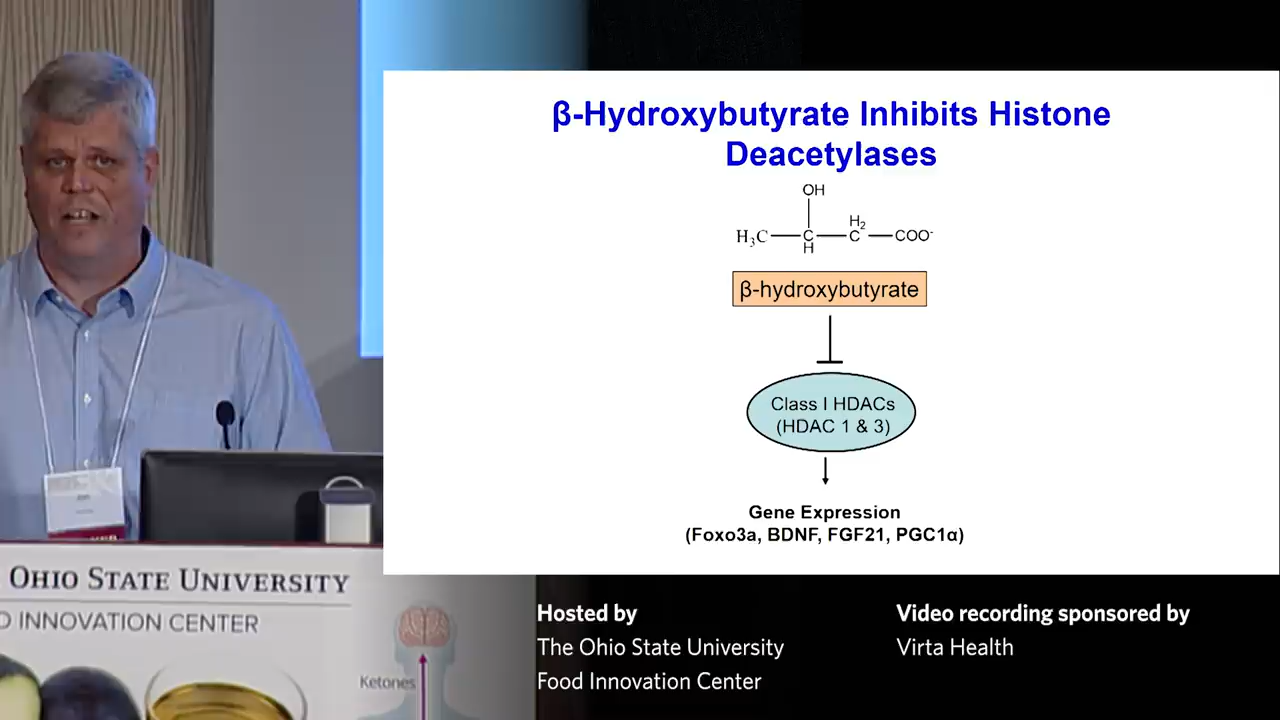 β-Hydroxybutyrate Inhibits Histone
Deacetylases
OH
H₃C
C
H
H₂
C
COO⁻
β-hydroxybutyrate
Class I HDACs
(HDAC 1 & 3)
Gene Expression
(Foxo3a, BDNF, FGF21, PGC1α)
OHIO STATE UNIVERSITY
INNOVATION CENTER
Ketones
Hosted by
The Ohio State University
Food Innovation Center
Video recording sponsored by
Virta Health